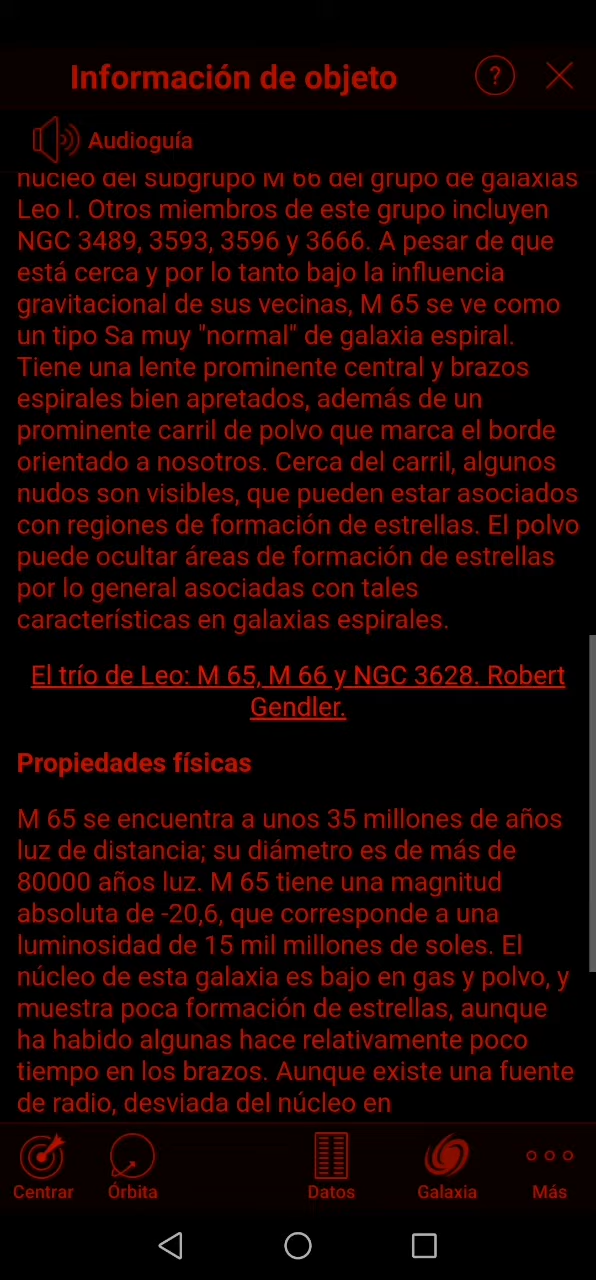 Información de objeto
?
Audioguía
núcleo del subgrupo M 66 del grupo de galaxias
Leo I. Otros miembros de este grupo incluyen
NGC 3489, 3593, 3596 y 3666. A pesar de que
está cerca y por lo tanto bajo la influencia
gravitacional de sus vecinas, M 65 se ve como
un tipo Sa muy "normal" de galaxia espiral.
Tiene una lente prominente central y brazos
espirales bien apretados, además de un
prominente carril de polvo que marca el borde
orientado a nosotros. Cerca del carril, algunos
nudos son visibles, que pueden estar asociados
con regiones de formación de estrellas. El polvo
puede ocultar áreas de formación de estrellas
por lo general asociadas con tales
características en galaxias espirales.
El trío de Leo: M 65, M 66 y NGC 3628. Robert
Gendler.
Propiedades físicas
M 65 se encuentra a unos 35 millones de años
luz de distancia; su diámetro es de más de
80000 años luz. M 65 tiene una magnitud
absoluta de -20,6, que corresponde a una
luminosidad de 15 mil millones de soles. El
núcleo de esta galaxia es bajo en gas y polvo, y
muestra poca formación de estrellas, aunque
ha habido algunas hace relativamente poco
tiempo en los brazos. Aunque existe una fuente
de radio, desviada del núcleo en
Centrar
Órbita
Datos
Galaxia
Más